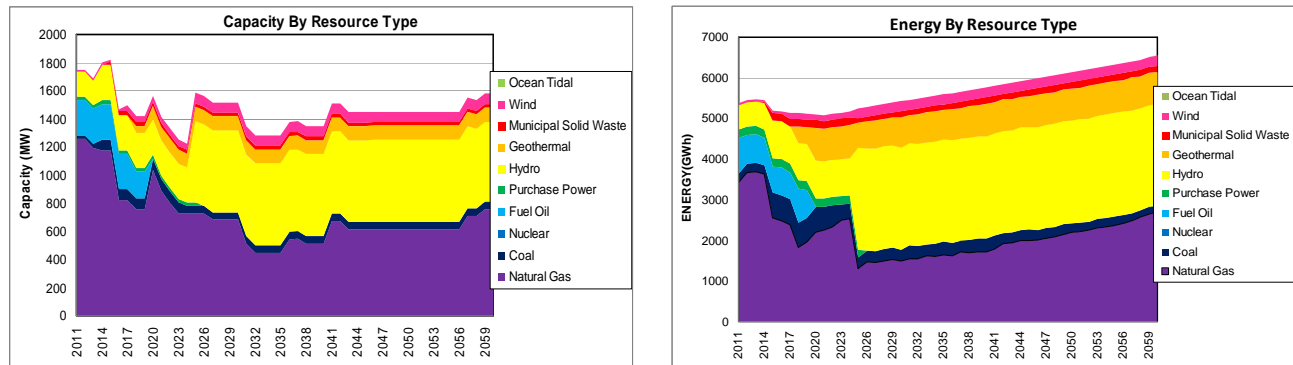 Capacity By Resource Type
2000
1800
1600
1400
1200
1000
800
600
400
200
0
Capacity (MW)
2011
2014
2017
2020
2023
2026
2029
2032
2035
2038
2041
2044
2047
2050
2053
2056
2059
Ocean Tidal
Wind
Municipal Solid Waste
Geothermal
Hydro
Purchase Power
Fuel Oil
Nuclear
Coal
Natural Gas
Energy By Resource Type
7000
6000
5000
4000
3000
2000
1000
0
ENERGY(GWh)
2011
2014
2017
2020
2023
2026
2029
2032
2035
2038
2041
2044
2047
2050
2053
2056
2059
Ocean Tidal
Wind
Municipal Solid Waste
Geothermal
Hydro
Purchase Power
Fuel Oil
Nuclear
Coal
Natural Gas